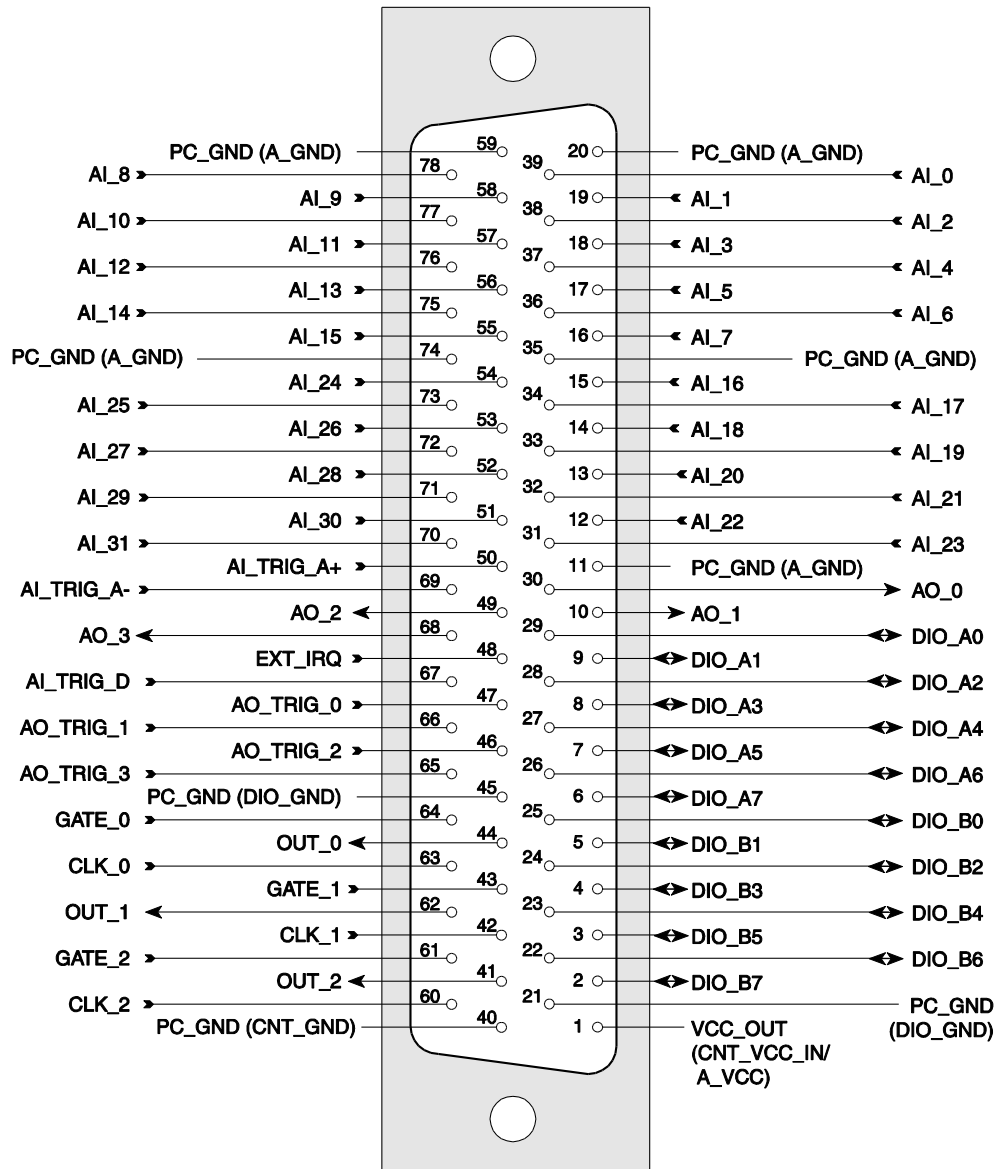 PC_GND (A_GND) 59 20 PC_GND (A_GND)
AI_8 78 39 AI_0
AI_9 58 19 AI_1
AI_10 77 38 AI_2
AI_11 57 18 AI_3
AI_12 76 37 AI_4
AI_13 56 17 AI_5
AI_14 75 36 AI_6
AI_15 55 16 AI_7
PC_GND (A_GND) 74 35 PC_GND (A_GND)
AI_24 54 15 AI_16
AI_25 73 34 AI_17
AI_26 53 14 AI_18
AI_27 72 33 AI_19
AI_28 52 13 AI_20
AI_29 71 32 AI_21
AI_30 51 12 AI_22
AI_31 70 31 AI_23
AI_TRIG_A+ 50 11 PC_GND (A_GND)
AI_TRIG_A- 69 30 AO_0
AO_2 49 10 AO_1
AO_3 68 29 DIO_A0
EXT_IRQ 48 9 DIO_A1
AI_TRIG_D 67 28 DIO_A2
AO_TRIG_0 47 8 DIO_A3
AO_TRIG_1 66 27 DIO_A4
AO_TRIG_2 46 7 DIO_A5
AO_TRIG_3 65 26 DIO_A6
PC_GND (DIO_GND) 45 6 DIO_A7
GATE_0 64 25 DIO_B0
OUT_0 44 5 DIO_B1
CLK_0 63 24 DIO_B2
GATE_1 43 4 DIO_B3
OUT_1 62 23 DIO_B4
CLK_1 42 3 DIO_B5
GATE_2 61 22 DIO_B6
OUT_2 41 2 DIO_B7
CLK_2 60 21 PC_GND
(DIO_GND)
PC_GND (CNT_GND) 40 1 VCC_OUT
(CNT_VCC_IN/
A_VCC)